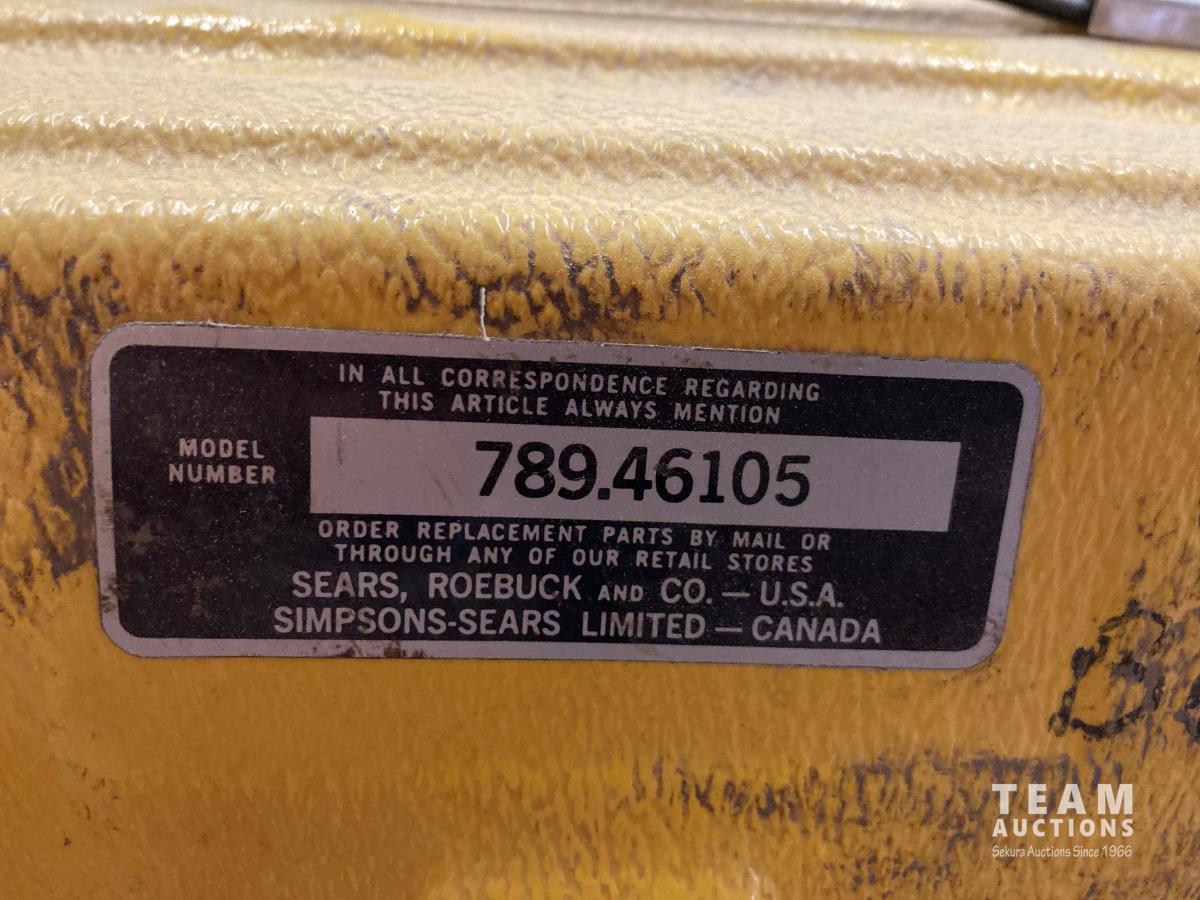 IN ALL CORRESPONDENCE REGARDING
THIS ARTICLE ALWAYS MENTION
MODEL
NUMBER
789.46105
ORDER REPLACEMENT PARTS BY MAIL OR
THROUGH ANY OF OUR RETAIL STORES
SEARS, ROEBUCK AND CO. — U.S.A.
SIMPSONS-SEARS LIMITED — CANADA
TEAM
AUCTIONS
Sekura Auctions Since 1966